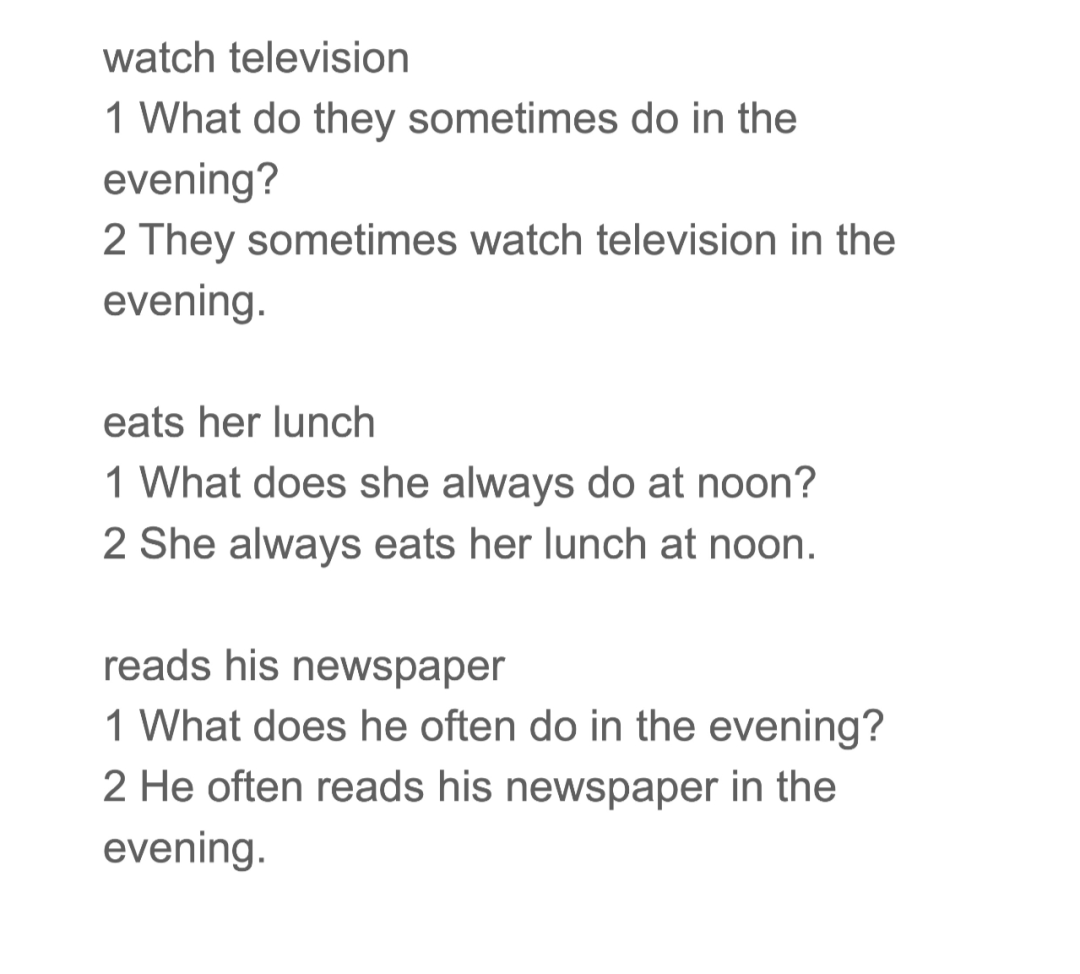 watch television
1 What do they sometimes do in the
evening?
2 They sometimes watch television in the
evening.
eats her lunch
1 What does she always do at noon?
2 She always eats her lunch at noon.
reads his newspaper
1 What does he often do in the evening?
2 He often reads his newspaper in the
evening.